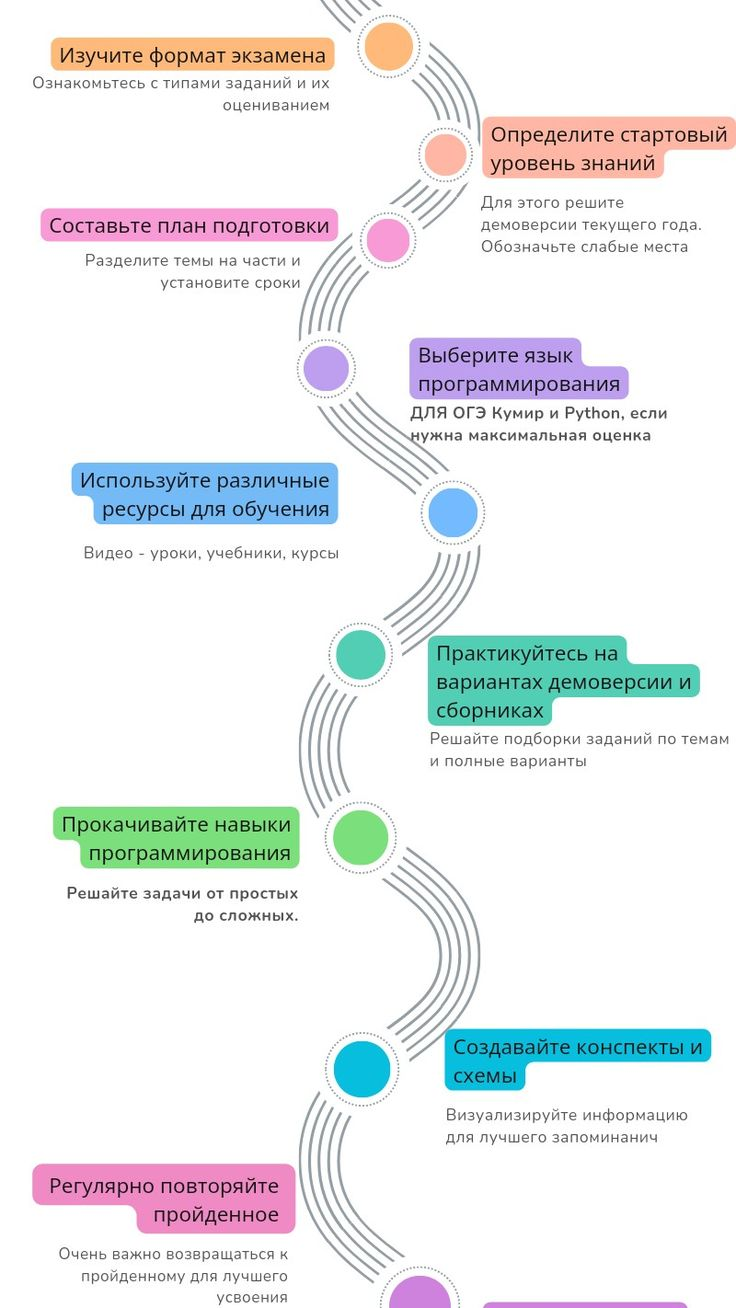 Изучите формат экзамена
Ознакомьтесь с типами заданий и их
оцениванием
Определите стартовый
уровень знаний
Для этого решите
демоверсии текущего года.
Обозначьте слабые места
Составьте план подготовки
Разделите темы на части и
установите сроки
Выберите язык
программирования
ДЛЯ ОГЭ Кумир и Python, если
нужна максимальная оценка
Используйте различные
ресурсы для обучения
Видео - уроки, учебники, курсы
Практикуйтесь на
вариантах демоверсии и
сборниках
Решайте подборки заданий по темам
и полные варианты
Прокачивайте навыки
программирования
Решайте задачи от простых
до сложных.
Создавайте конспекты и
схемы
Визуализируйте информацию
для лучшего запоминанич
Регулярно повторяйте
пройденное
Очень важно возвращаться к
пройденному для лучшего
усвоения